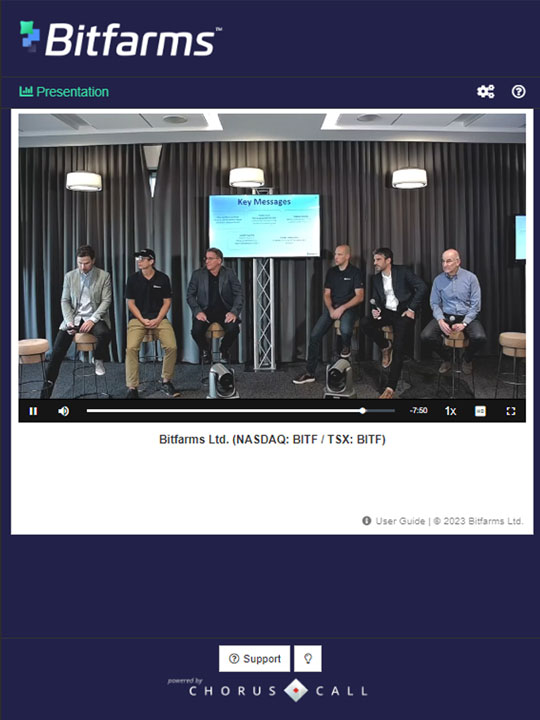 Bitfarms™
Presentation
Key Messages
-7:50
1x
Bitfarms Ltd. (NASDAQ: BITF / TSX: BITF)
User Guide | © 2023 Bitfarms Ltd.
Support
powered by
CHORUS CALL